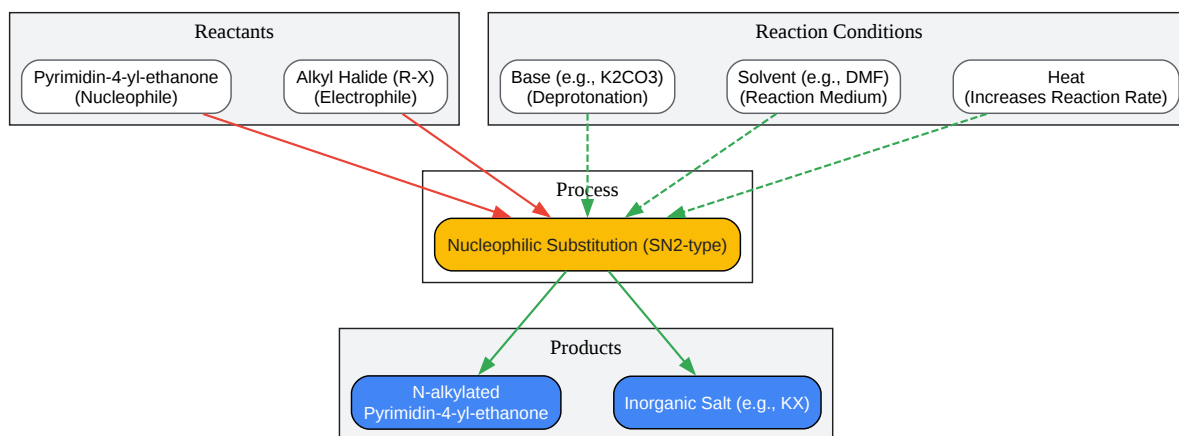 Reactants
Reaction Conditions
Pyrimidin-4-yl-ethanone
(Nucleophile)
Alkyl Halide (R-X)
(Electrophile)
Base (e.g., K2CO3)
(Deprotonation)
Solvent (e.g., DMF)
(Reaction Medium)
Heat
(Increases Reaction Rate)
Process
Nucleophilic Substitution (SN2-type)
Products
N-alkylated
Pyrimidin-4-yl-ethanone
Inorganic Salt (e.g., KX)